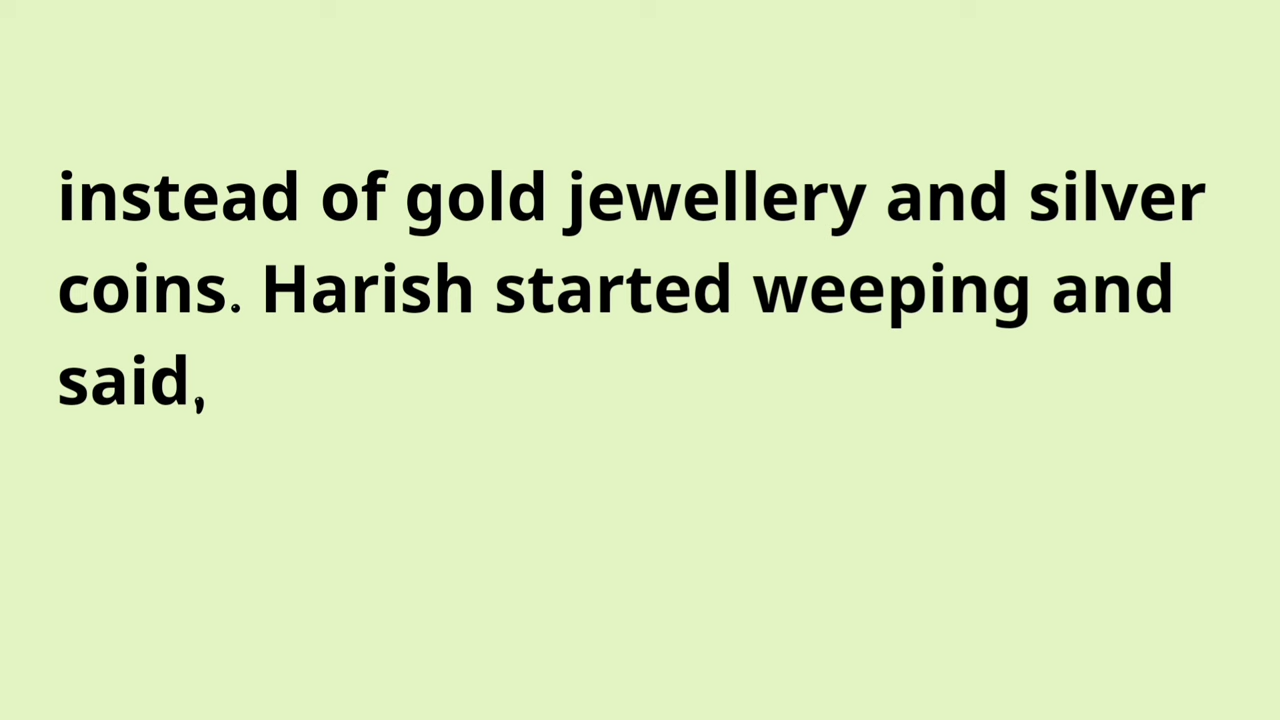 instead of gold jewellery and silver
coins. Harish started weeping and
said,